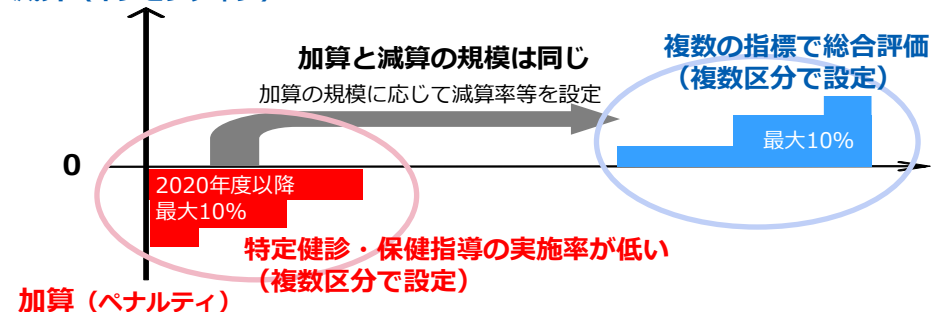 加算と減算の規模は同じ
加算の規模に応じて減算率等を設定
複数の指標で総合評価
（複数区分で設定）
最大10%
0
2020年度以降
最大10%
特定健診・保健指導の実施率が低い
（複数区分で設定）
加算（ペナルティ）